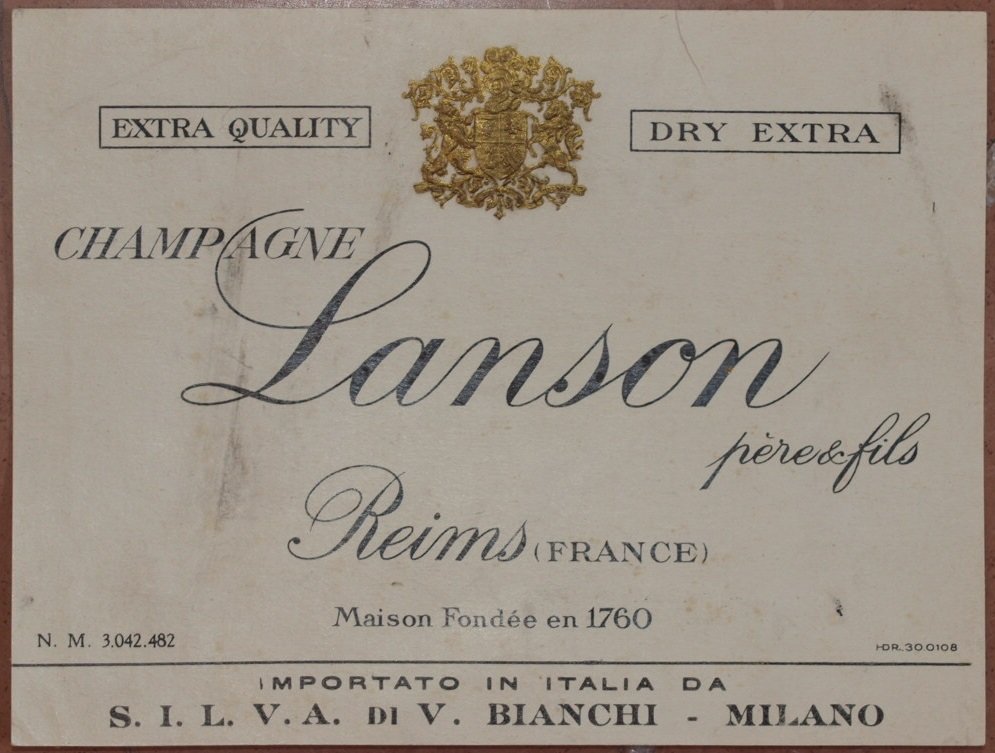 EXTRA QUALITY
DRY EXTRA
CHAMPAGNE
Lanson
père & fils
Reims (FRANCE)
Maison Fondée en 1760
N. M. 3.042.482
HDR. 30.0108
IMPORTATO IN ITALIA DA
S. I. L. V. A. DI V. BIANCHI - MILANO